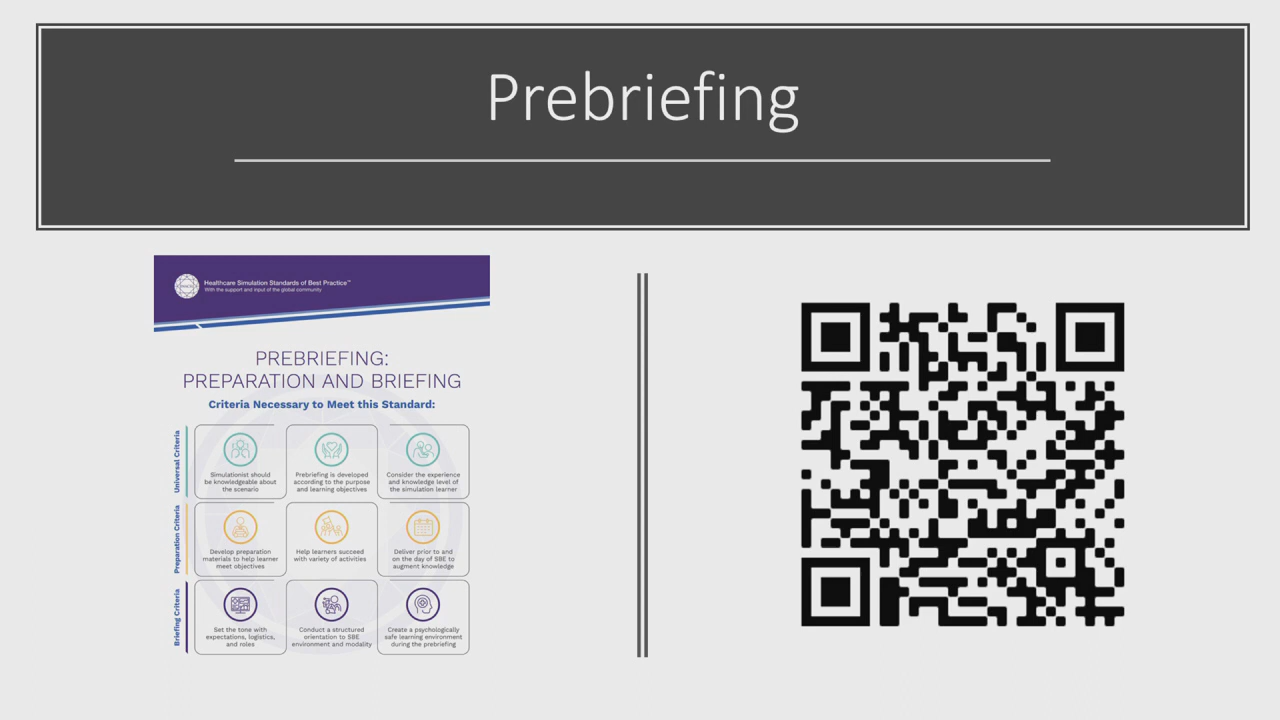 Prebriefing
Healthcare Simulation Standards of Best Practice™
With the support and input of the global community
PREBRIEFING:
PREPARATION AND BRIEFING
Criteria Necessary to Meet this Standard:
Universal Criteria
Simulationist should
be knowledgeable about
the scenario
Prebriefing is developed
according to the purpose
and learning objectives
Consider the experience
and knowledge level of
the simulation learner
Preparation Criteria
Develop preparation
materials to help learner
meet objectives
Help learners succeed
with variety of activities
Deliver prior to and
on the day of SBE to
augment knowledge
Briefing Criteria
Set the tone with
expectations, logistics,
and roles
Conduct a structured
orientation to SBE
environment and modality
Create a psychologically
safe learning environment
during the prebriefing